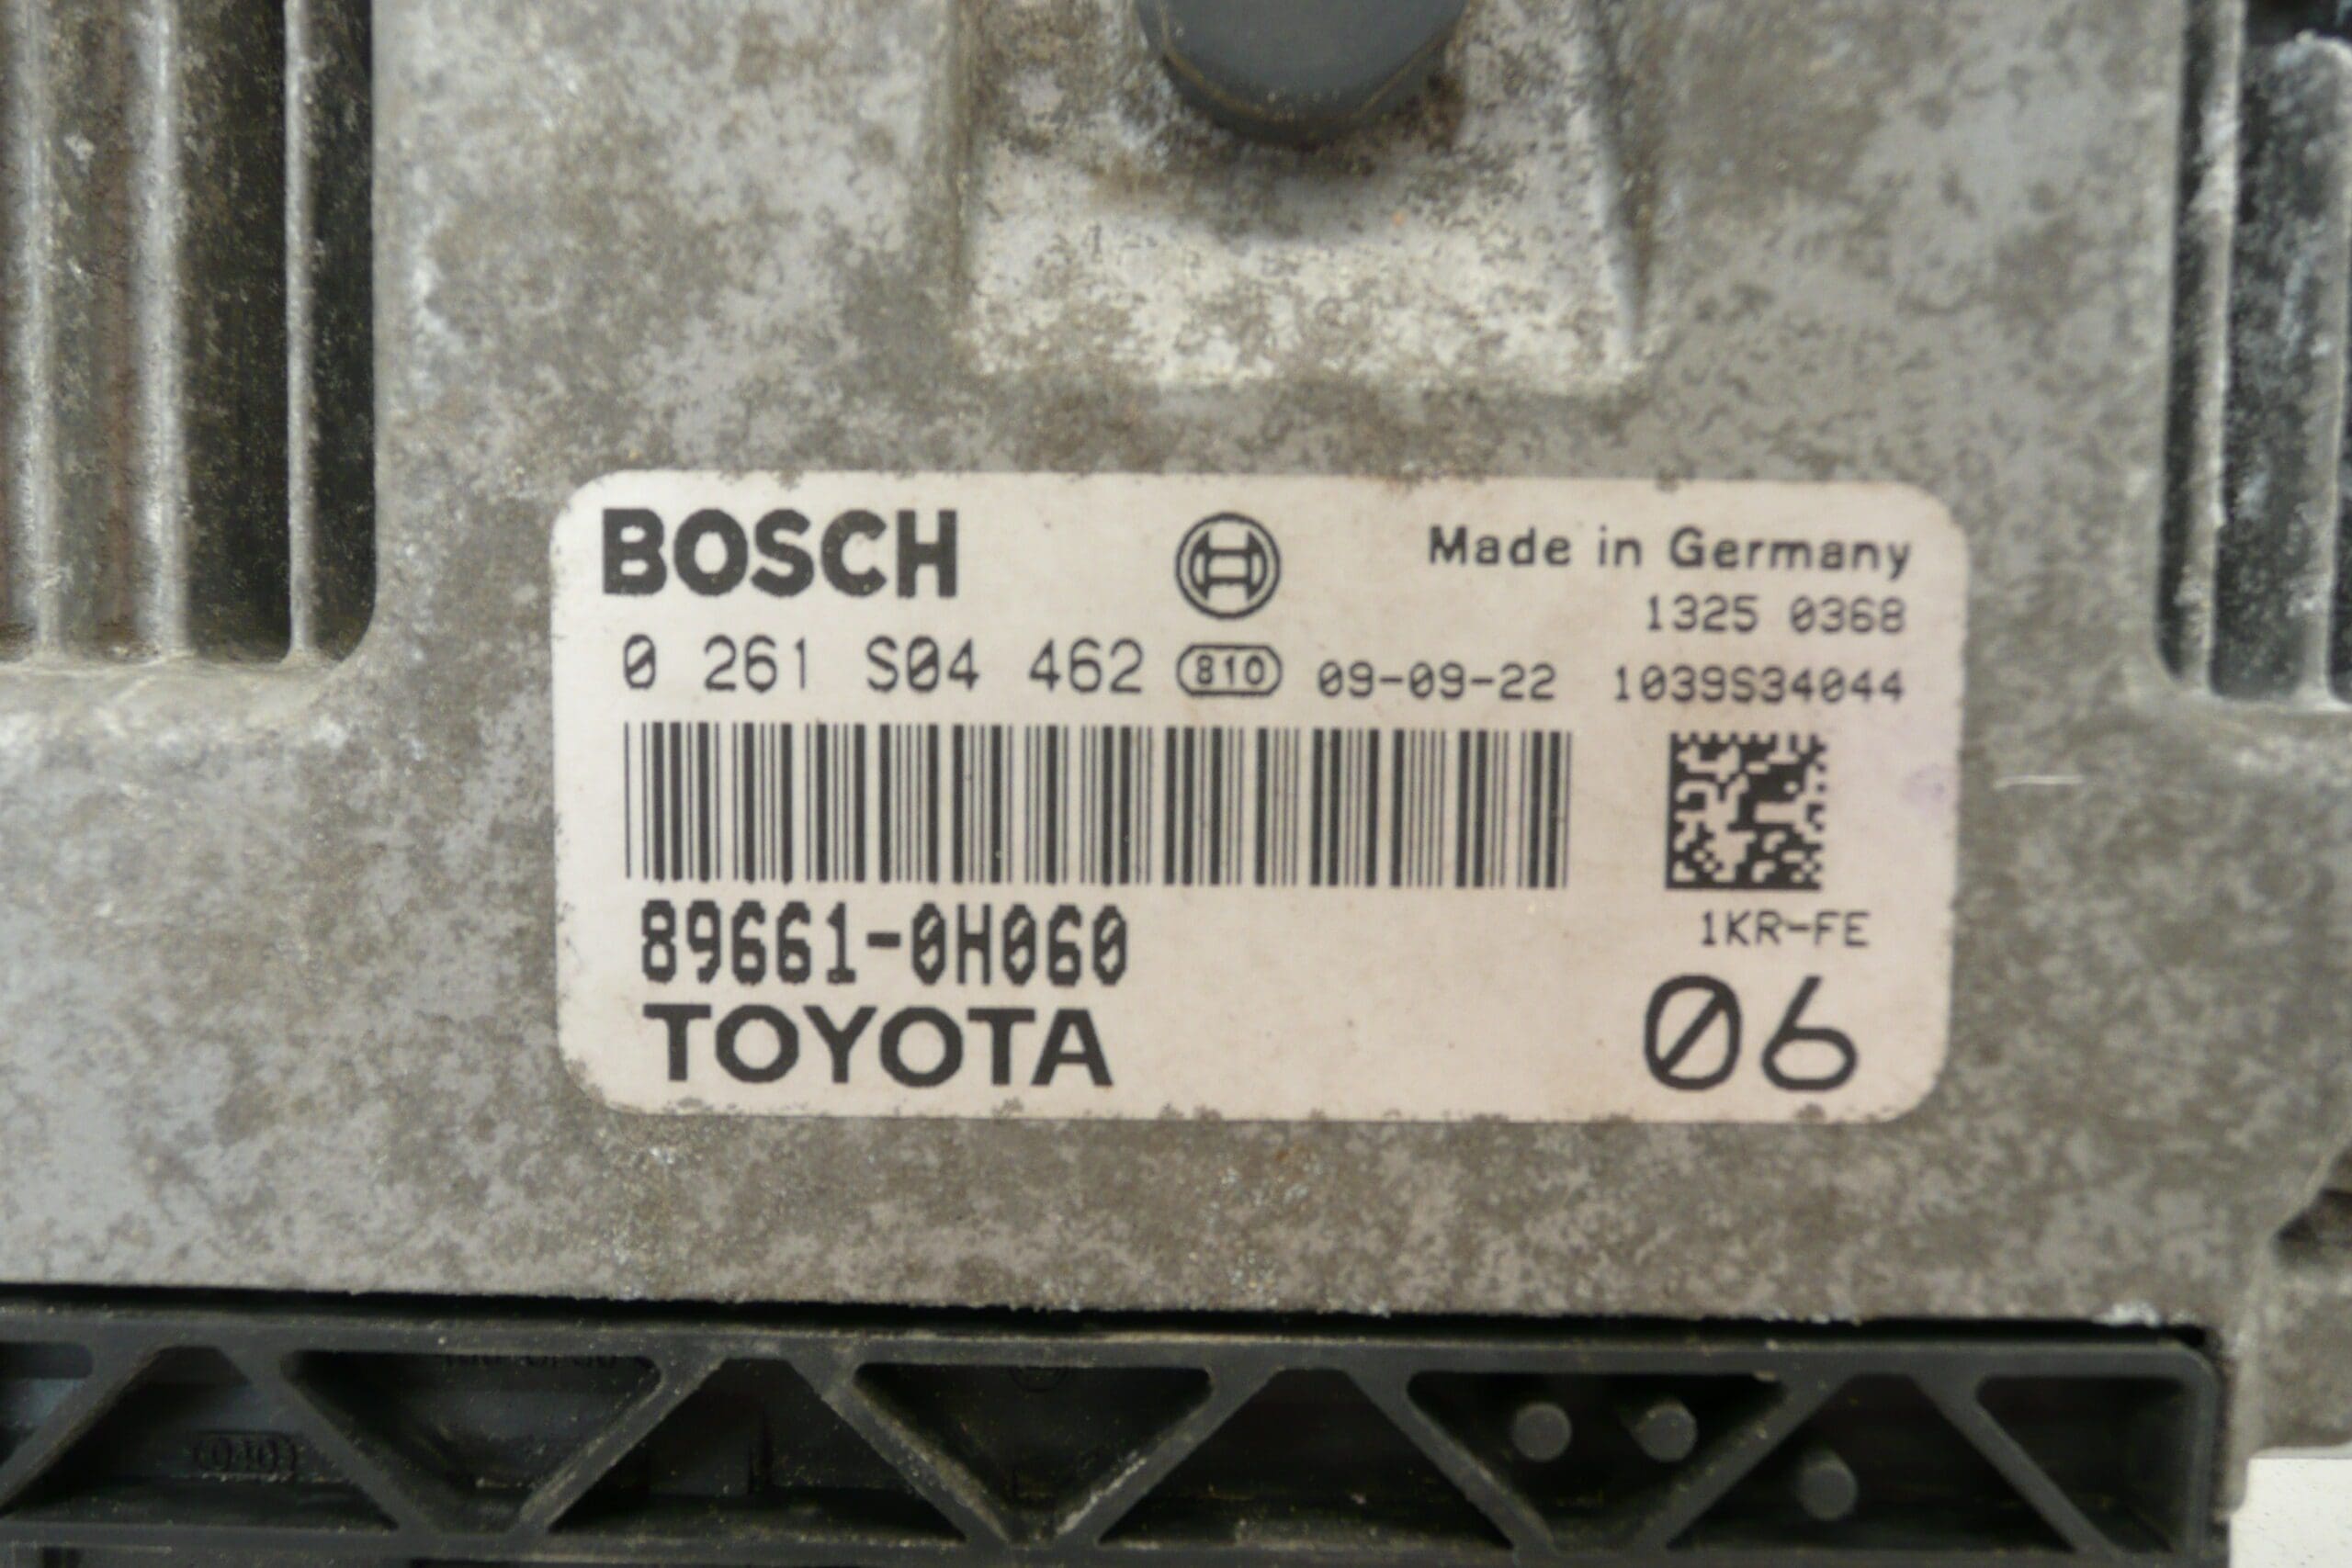 BOSCH
Made in Germany
1325 0368
0 261 S04 462 810 09-09-22 1039S34044
89661-0H060
1KR-FE
TOYOTA
06